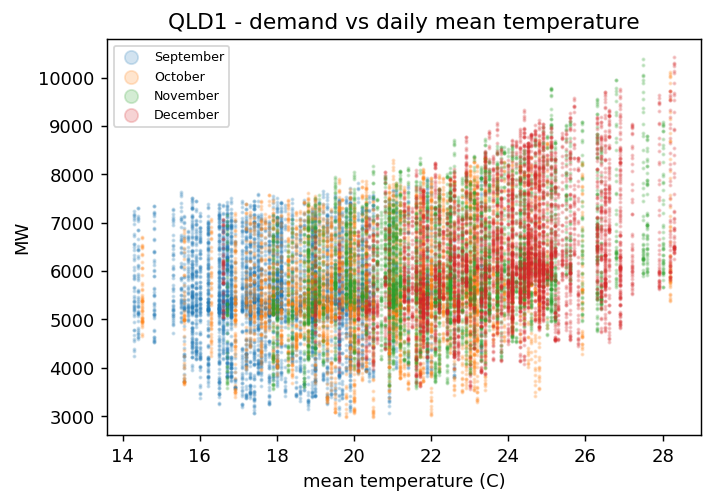 QLD1 - demand vs daily mean temperature
September
October
November
December
10000
9000
8000
7000
6000
5000
4000
3000
MW
14 16 18 20 22 24 26 28
mean temperature (C)